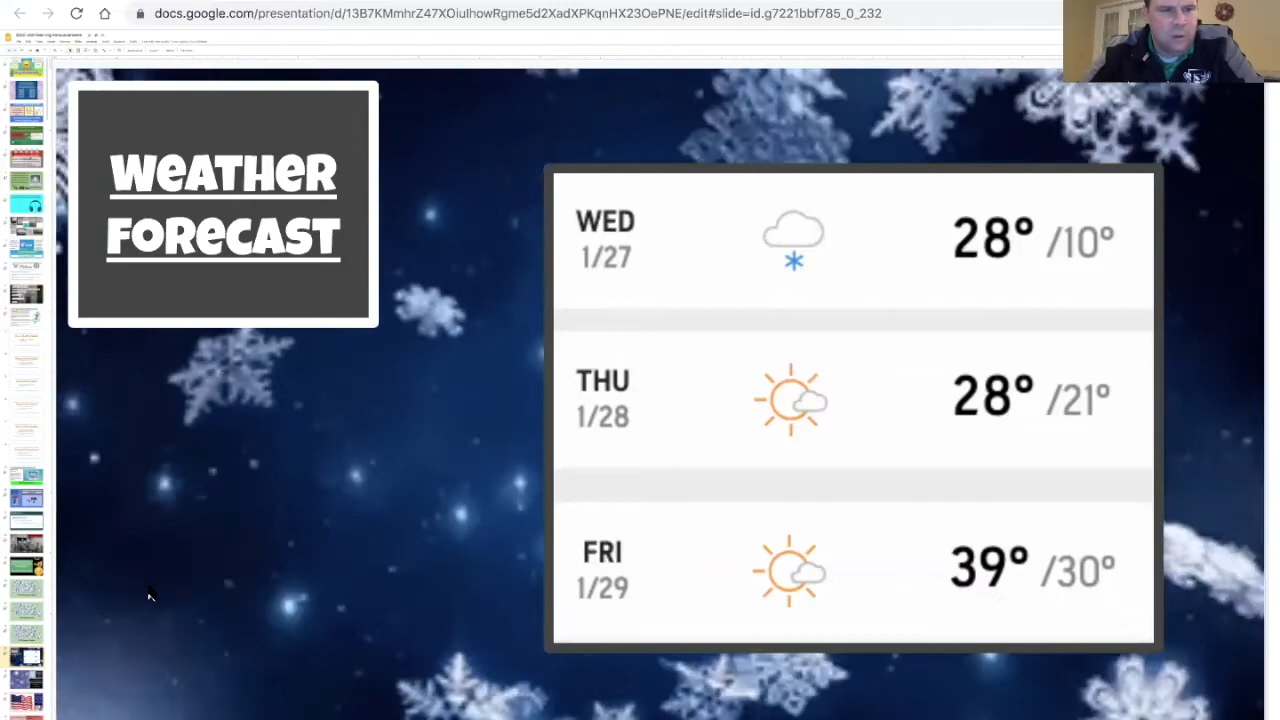 docs.google.com/presentation/d/13B7KMmhrZ47XOiulhowRgme5d2XadXPKqnHX23OePNE/edit#slide=id.g7221bbf785_0_232
WeATHeR
FORecAST
WED
1/27
28° /10°
THU
1/28
28° /21°
FRI
1/29
39° /30°